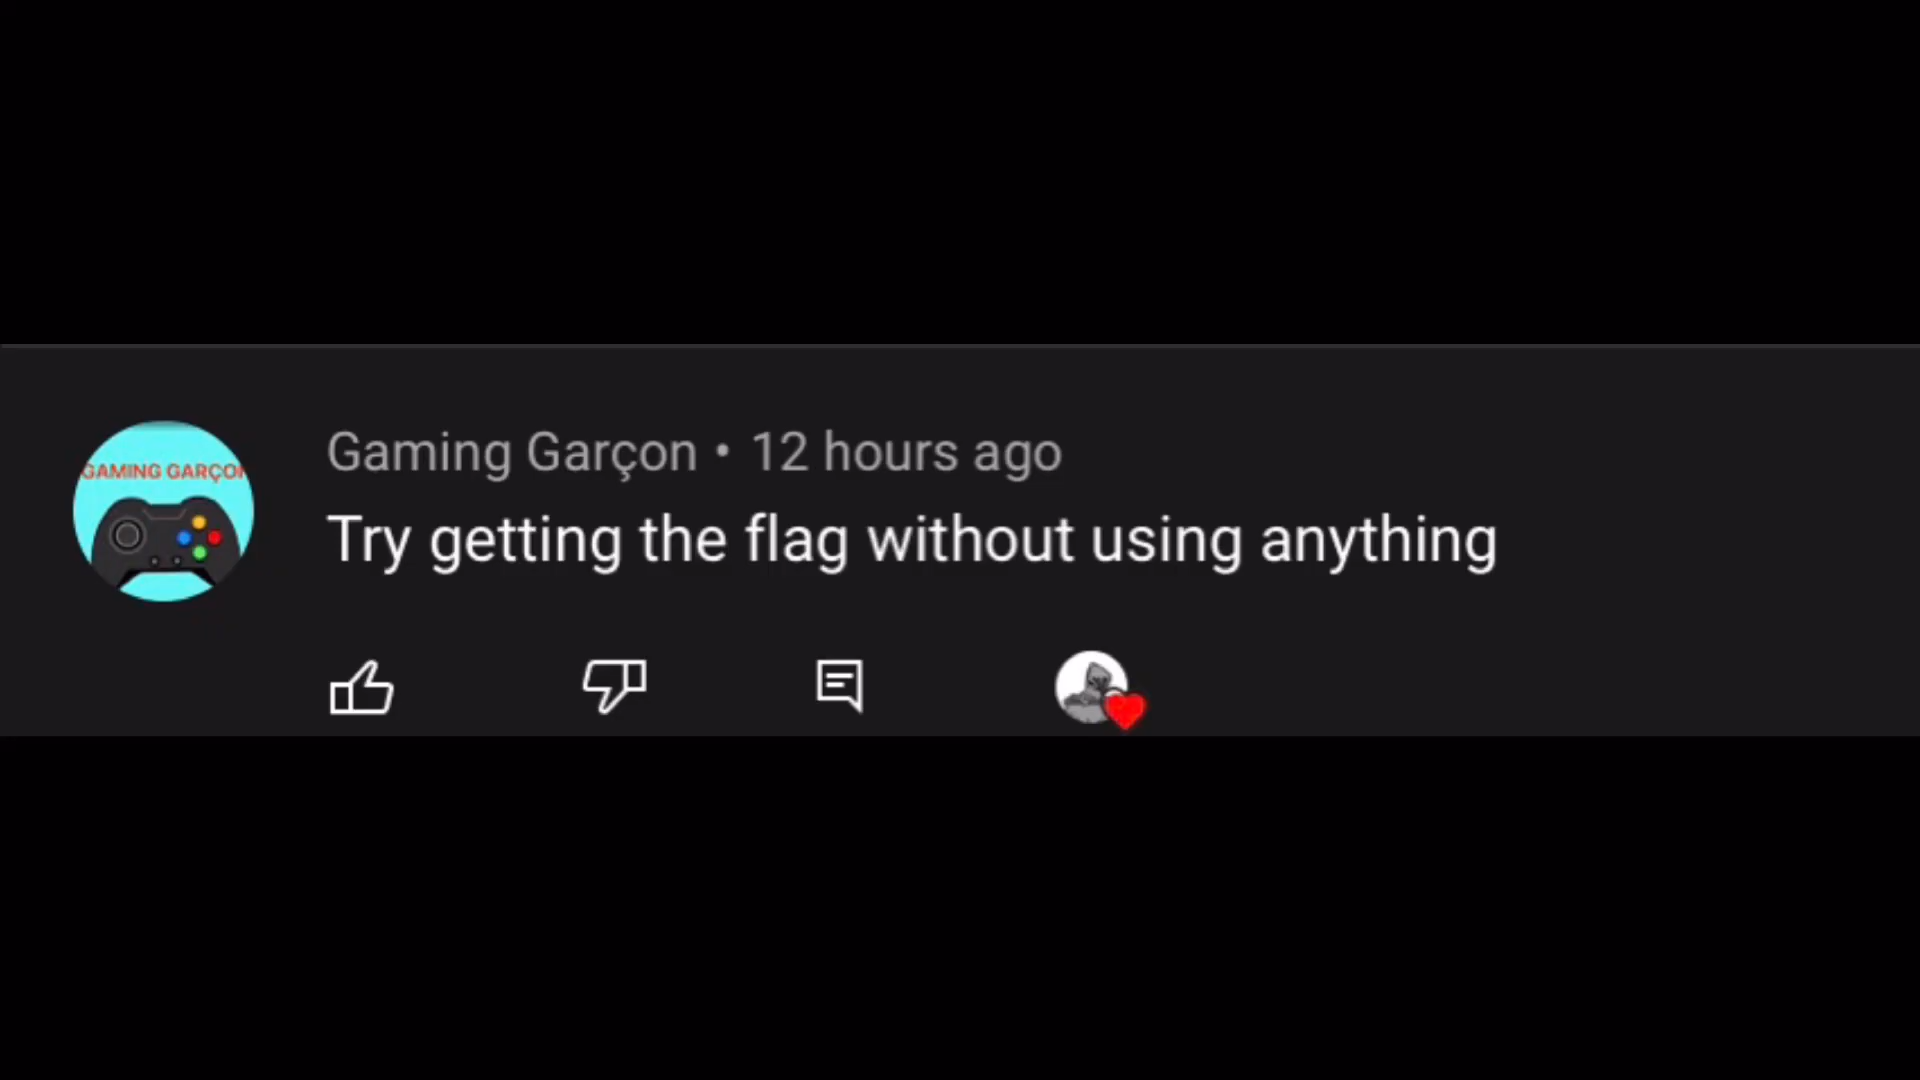 Gaming Garçon • 12 hours ago
GAMING GARÇON
Try getting the flag without using anything